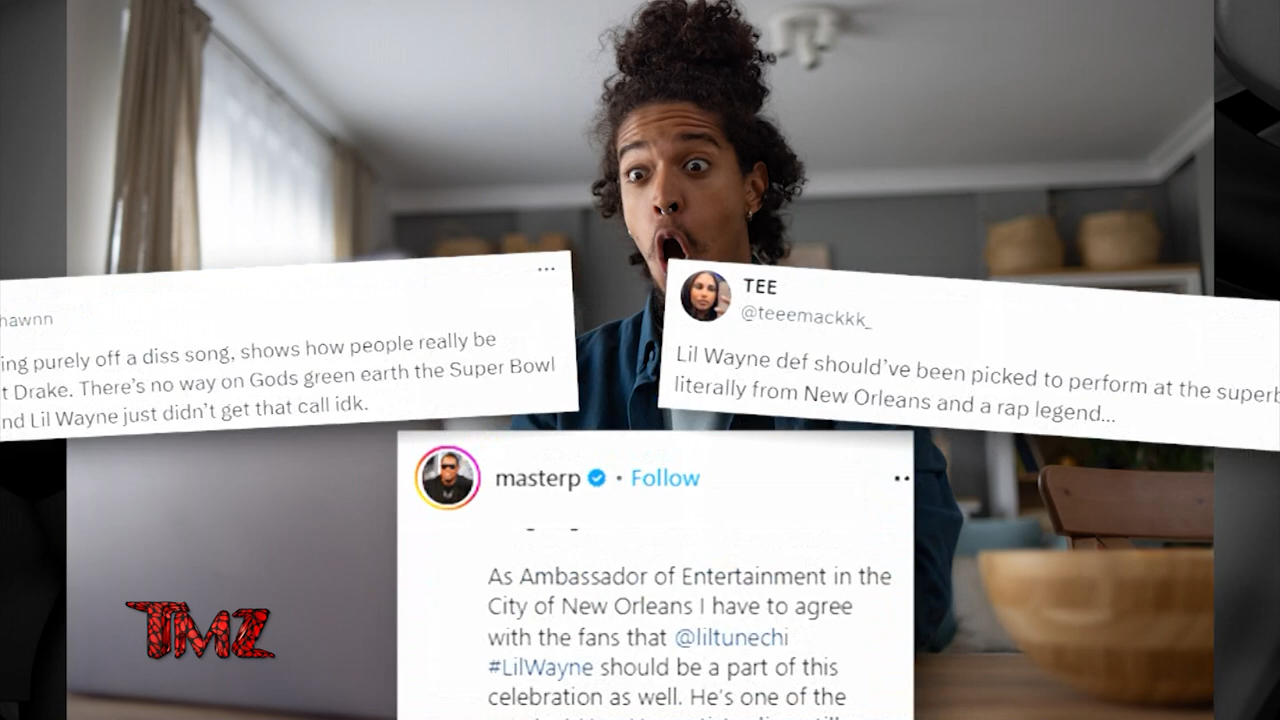 ...
hawnn
ing purely off a diss song, shows how people really be
t Drake. There's no way on Gods green earth the Super Bowl
nd Lil Wayne just didn't get that call idk.
TEE
@teeemackkk_
Lil Wayne def should've been picked to perform at the superb
literally from New Orleans and a rap legend...
masterp • Follow
As Ambassador of Entertainment in the
City of New Orleans I have to agree
with the fans that @liltunechi
#LilWayne should be a part of this
celebration as well. He's one of the
TMZ